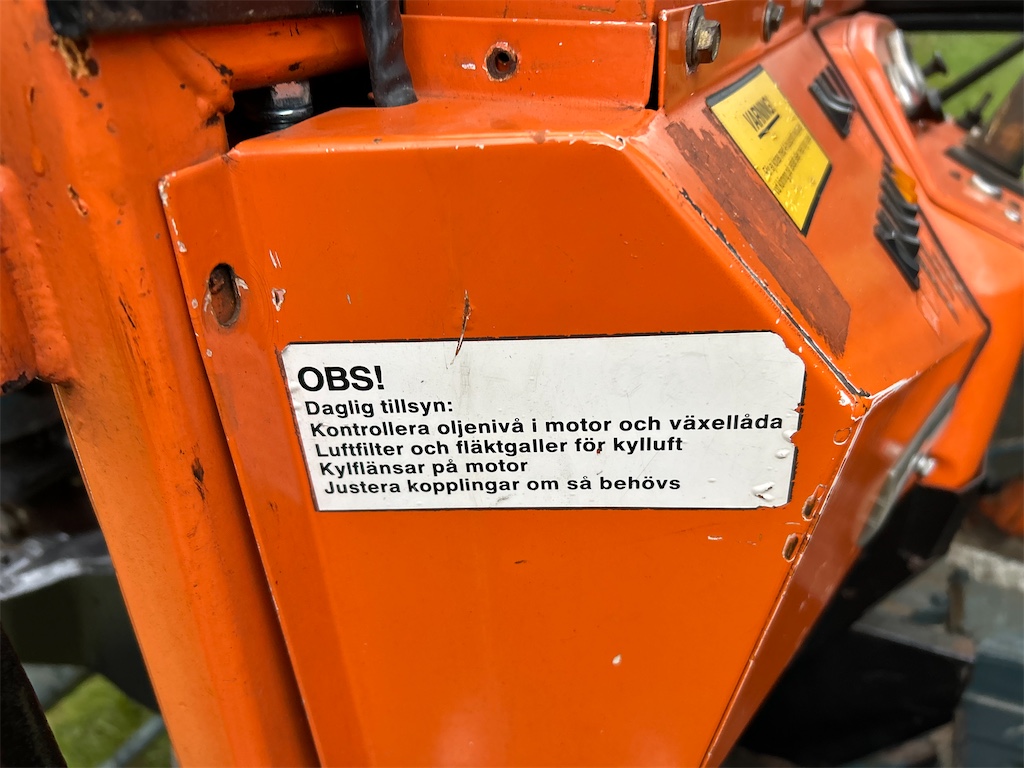 OBS!
Daglig tillsyn:
Kontrollera oljenivå i motor och växellåda
Luftfilter och fläktgaller för kylluft
Kylflänsar på motor
Justera kopplingar om så behövs
VARNING